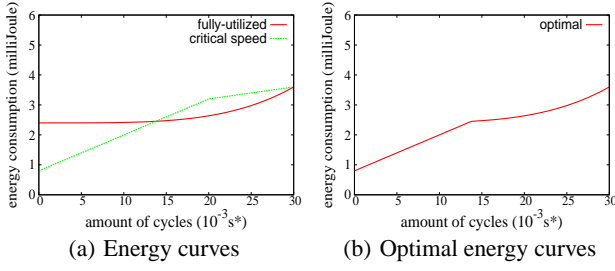 energy consumption (milliJoule)
6
5
4
3
2
1
0
fully-utilized
critical speed
0 5 10 15 20 25 30
amount of cycles (10^-3 s*)
(a) Energy curves
energy consumption (milliJoule)
6
5
4
3
2
1
0
optimal
0 5 10 15 20 25 30
amount of cycles (10^-3 s*)
(b) Optimal energy curves